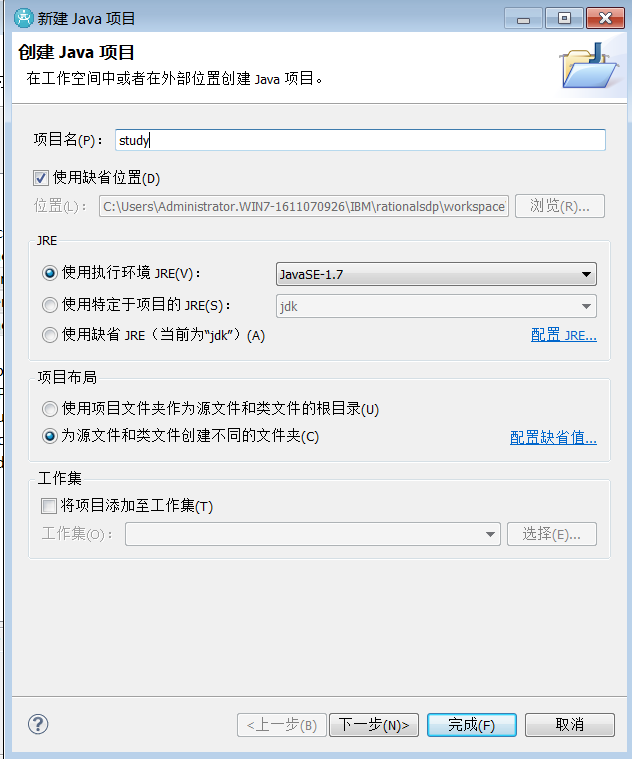 新建 Java 项目
创建 Java 项目
在工作空间中或者在外部位置创建 Java 项目。
项目名(P)： study
使用缺省位置(D)
位置(L)： C:\Users\Administrator.WIN7-1611070926\IBM\rationalsdp\workspace 浏览(R)...
JRE
使用执行环境 JRE(V)： JavaSE-1.7
使用特定于项目的 JRE(S)： jdk
使用缺省 JRE（当前为“jdk”）(A) 配置 JRE...
项目布局
使用项目文件夹作为源文件和类文件的根目录(U)
为源文件和类文件创建不同的文件夹(C) 配置缺省值...
工作集
将项目添加至工作集(T)
工作集(O)： 选择(E)...
<上一步(B) 下一步(N)> 完成(F) 取消